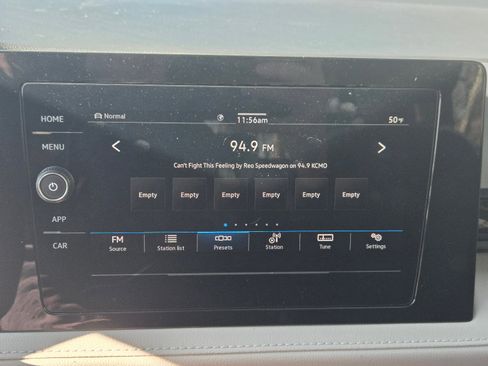 HOME
MENU
APP
CAR
Normal
11:56am
50°F
94.9 FM
Can't Fight This Feeling by Reo Speedwagon on 94.9 KCMO
Empty Empty Empty Empty Empty Empty
FM
Source Station list Presets Station Tune Settings